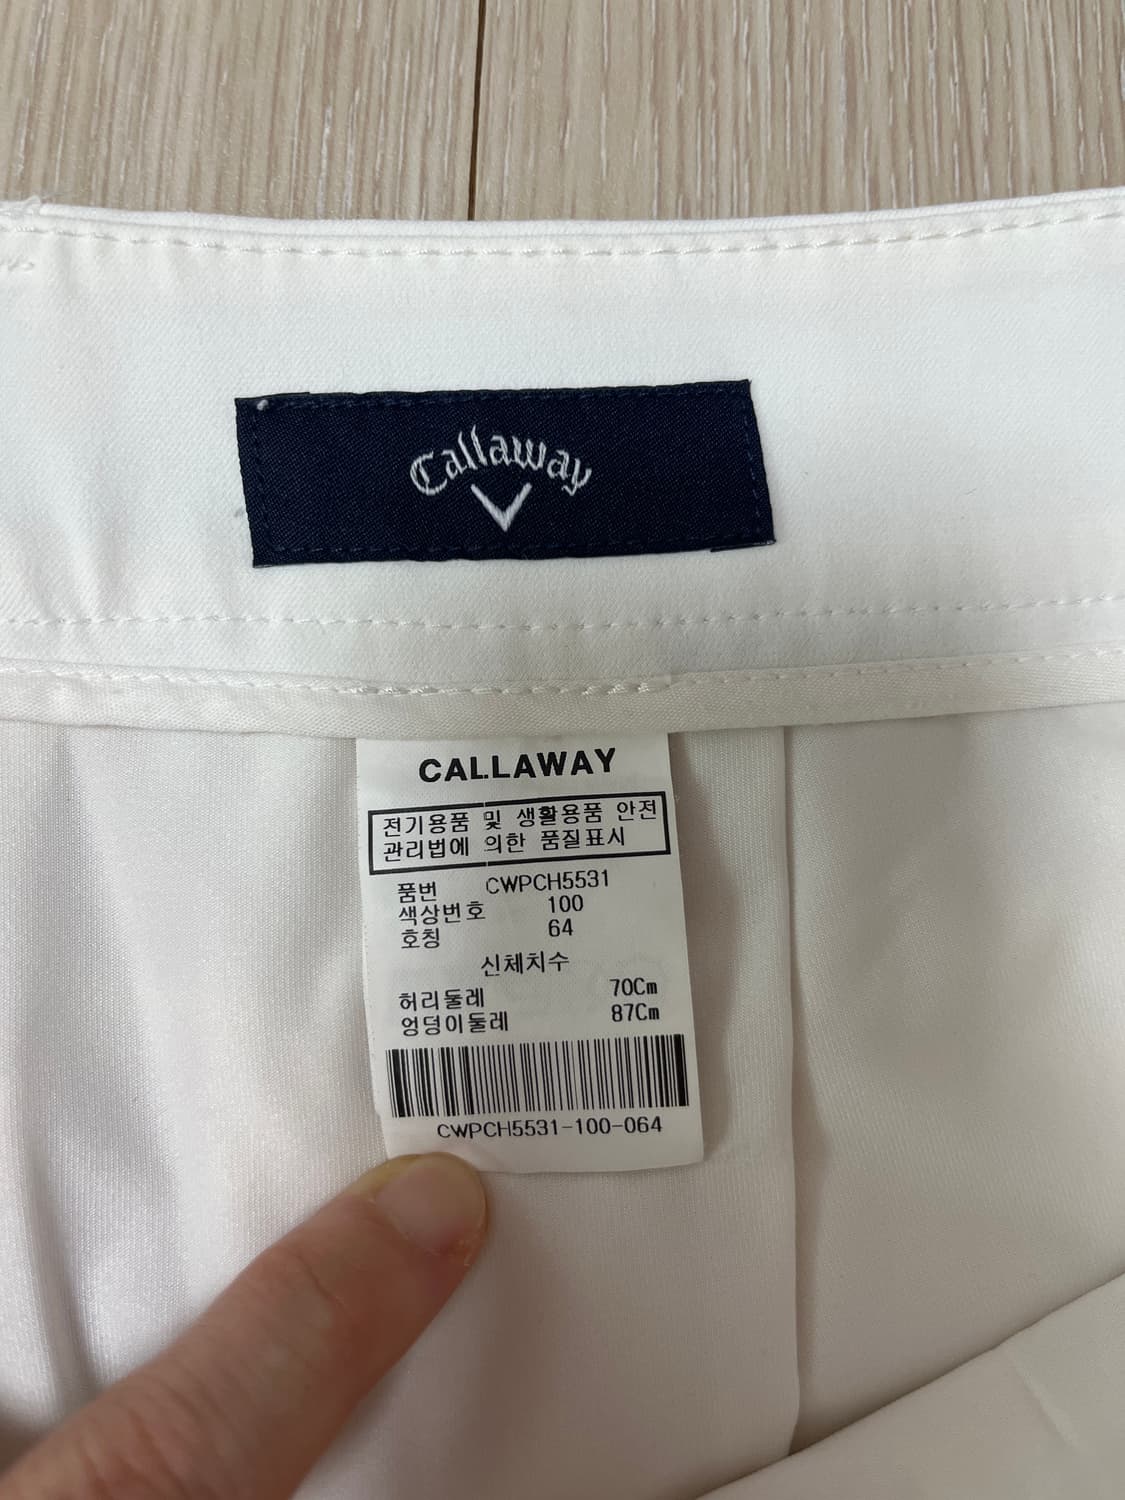 Callaway
CALLAWAY
전기용품 및 생활용품 안전
관리법에 의한 품질표시
품번 CWPCH5531
색상번호 100
호칭 64
신체치수
허리둘레 70Cm
엉덩이둘레 87Cm
CWPCH5531-100-064